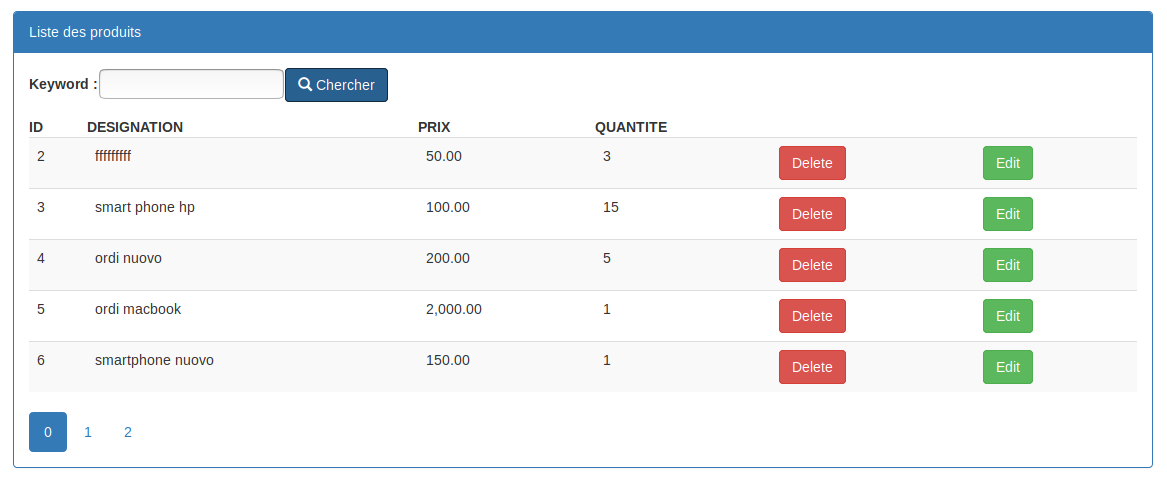 Liste des produits
Keyword : Chercher
ID DESIGNATION PRIX QUANTITE
2 fffffffff 50.00 3 Delete Edit
3 smart phone hp 100.00 15 Delete Edit
4 ordi nuovo 200.00 5 Delete Edit
5 ordi macbook 2,000.00 1 Delete Edit
6 smartphone nuovo 150.00 1 Delete Edit
0 1 2